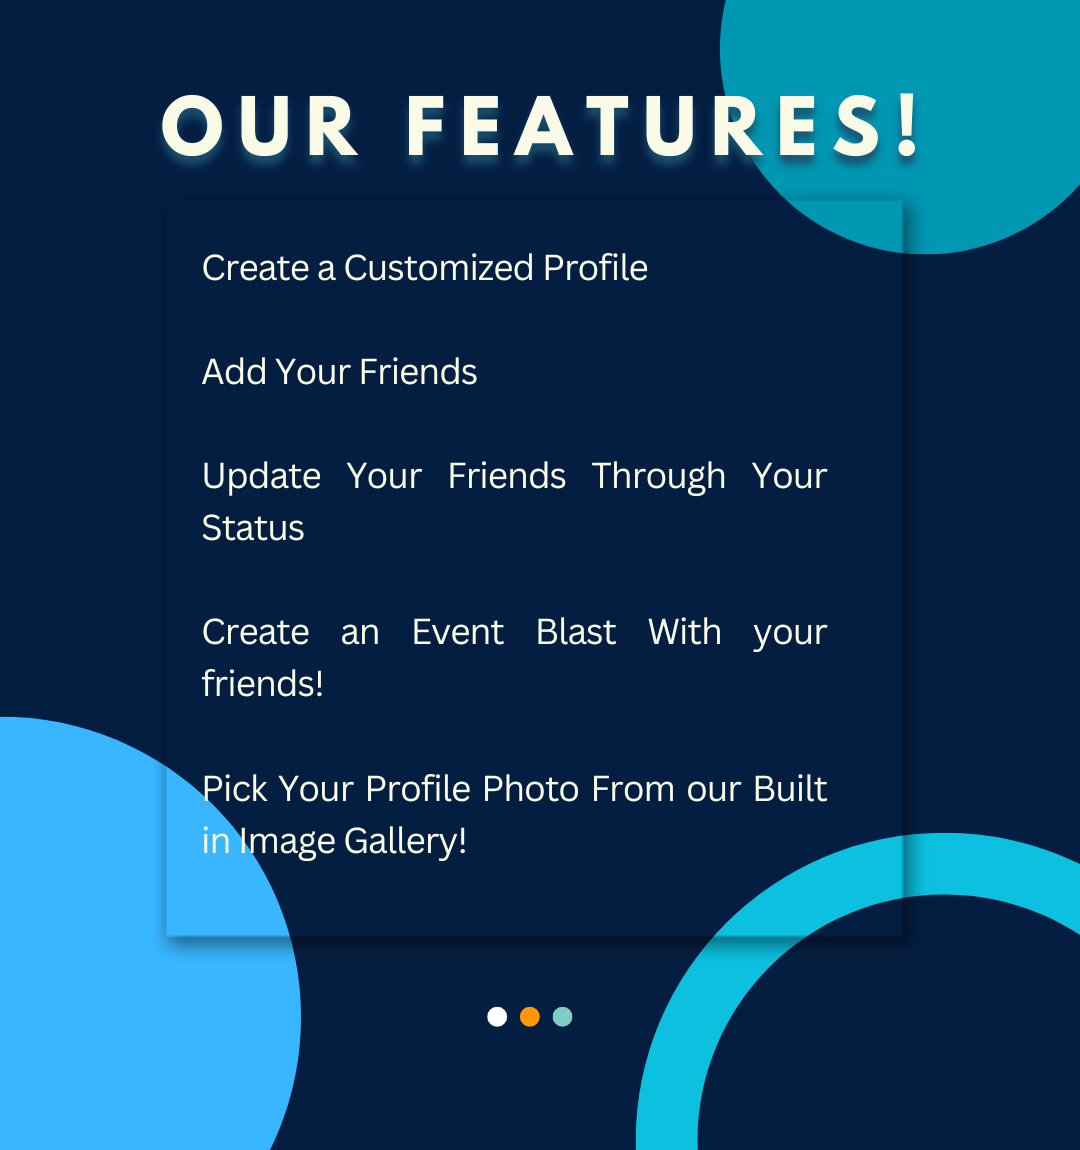 OUR FEATURES!
Create a Customized Profile
Add Your Friends
Update Your Friends Through Your
Status
Create an Event Blast With your
friends!
Pick Your Profile Photo From our Built
in Image Gallery!